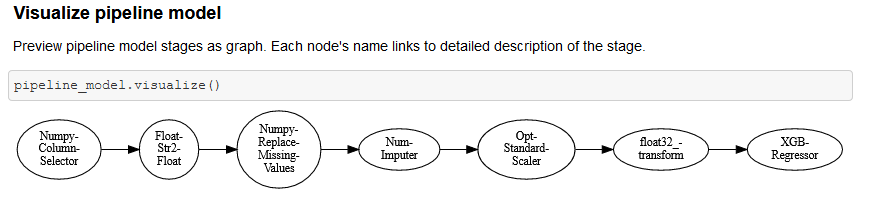 Visualize pipeline model
Preview pipeline model stages as graph. Each node's name links to detailed description of the stage.
pipeline_model.visualize()
Numpy-
Column-
Selector
Float-
Str2-
Float
Numpy-
Replace-
Missing-
Values
Num-
Imputer
Opt-
Standard-
Scaler
float32_-
transform
XGB-
Regressor